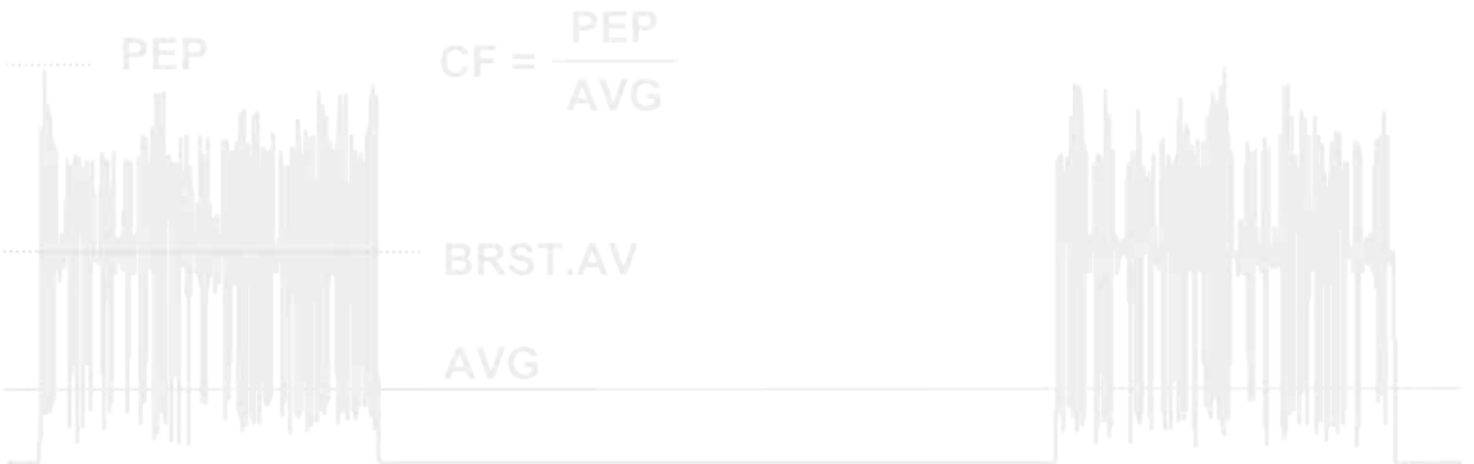 PEP
CF = PEP
AVG
BRST.AV
AVG